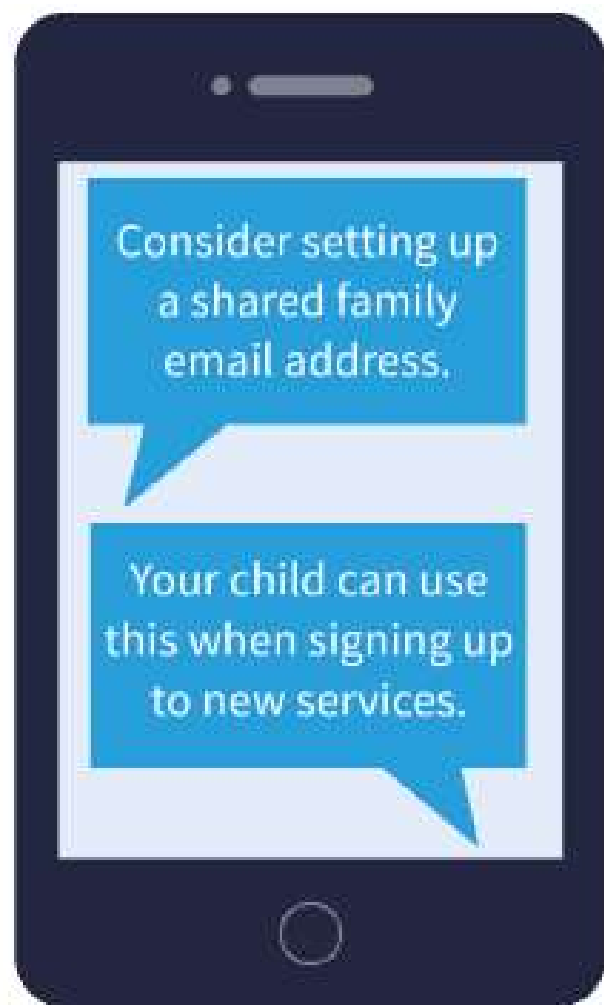 Consider setting up
a shared family
email address.
Your child can use
this when signing up
to new services.